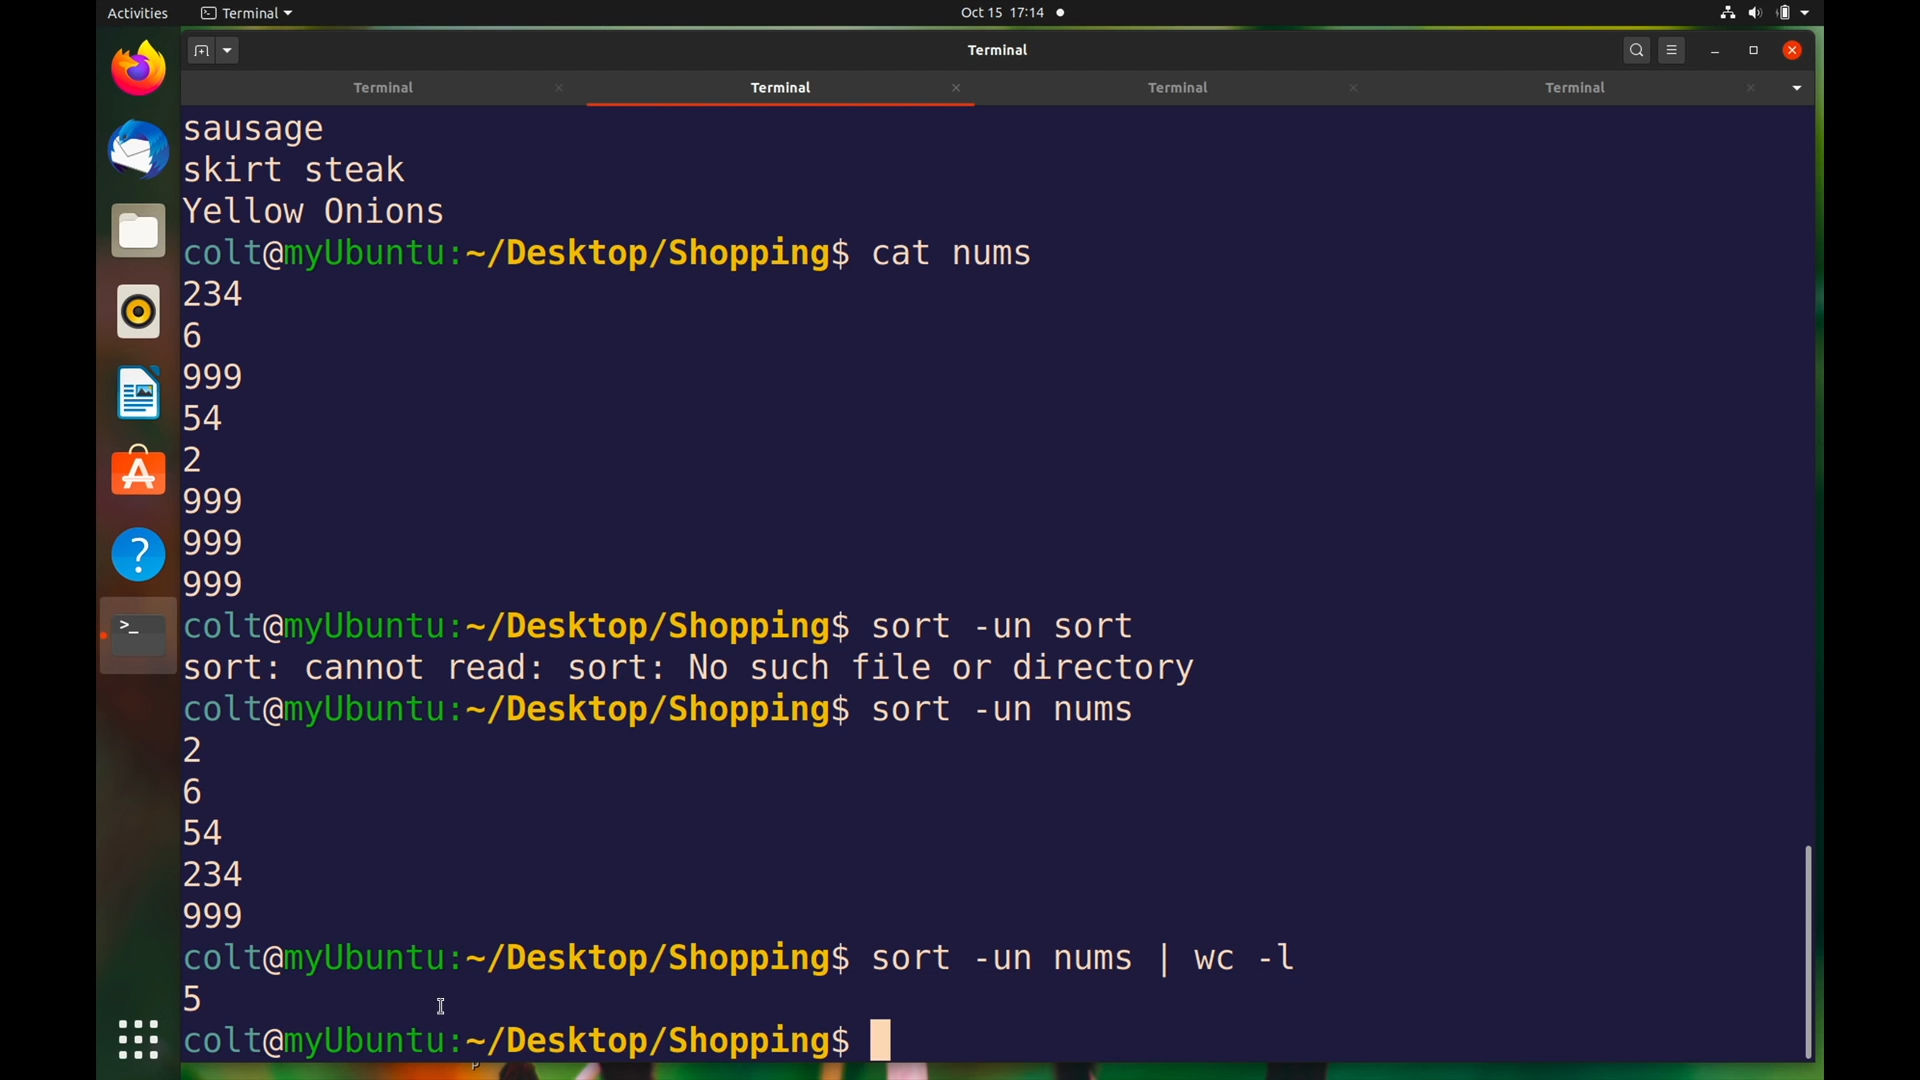 Activities Terminal Oct 15 17:14
Terminal
Terminal Terminal Terminal Terminal
sausage
skirt steak
Yellow Onions
colt@myUbuntu:~/Desktop/Shopping$ cat nums
234
6
999
54
2
999
999
999
colt@myUbuntu:~/Desktop/Shopping$ sort -un sort
sort: cannot read: sort: No such file or directory
colt@myUbuntu:~/Desktop/Shopping$ sort -un nums
2
6
54
234
999
colt@myUbuntu:~/Desktop/Shopping$ sort -un nums | wc -l
5
colt@myUbuntu:~/Desktop/Shopping$